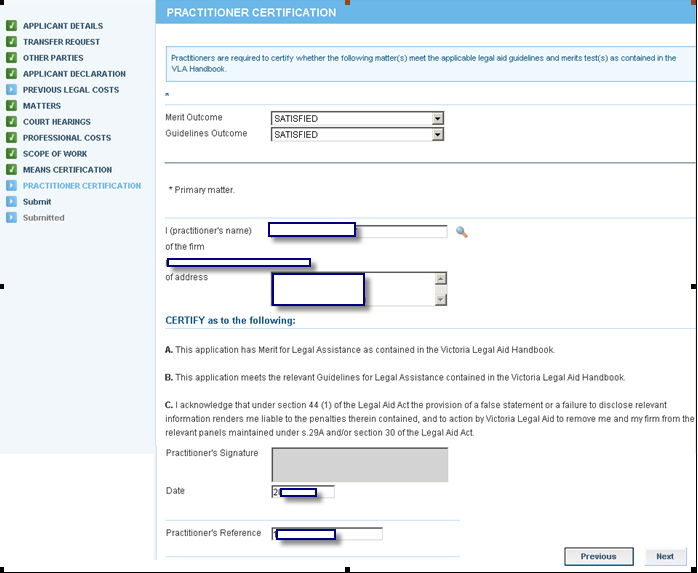 APPLICANT DETAILS
TRANSFER REQUEST
OTHER PARTIES
APPLICANT DECLARATION
PREVIOUS LEGAL COSTS
MATTERS
COURT HEARINGS
PROFESSIONAL COSTS
SCOPE OF WORK
MEANS CERTIFICATION
PRACTITIONER CERTIFICATION
Submit
Submitted
PRACTITIONER CERTIFICATION
Practitioners are required to certify whether the following matter(s) meet the applicable legal aid guidelines and merits test(s) as contained in the
VLA Handbook.
*
Merit Outcome SATISFIED
Guidelines Outcome SATISFIED
* Primary matter.
I (practitioner's name)
of the firm
of address
CERTIFY as to the following:
A. This application has Merit for Legal Assistance as contained in the Victoria Legal Aid Handbook.
B. This application meets the relevant Guidelines for Legal Assistance contained in the Victoria Legal Aid Handbook.
C. I acknowledge that under section 44 (1) of the Legal Aid Act the provision of a false statement or a failure to disclose relevant
information renders me liable to the penalties therein contained, and to action by Victoria Legal Aid to remove me and my firm from the
relevant panels maintained under s.29A and/or section 30 of the Legal Aid Act.
Practitioner's Signature
Date
Practitioner's Reference
Previous Next